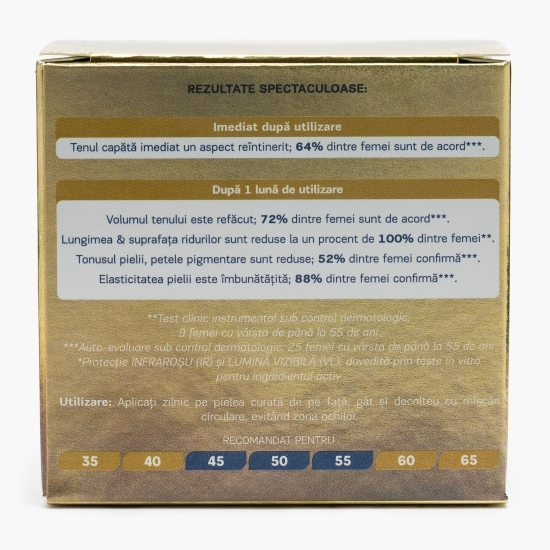 REZULTATE SPECTACULOASE:
Imediat după utilizare
Tenul capătă imediat un aspect reîntinerit; 64% dintre femei sunt de acord***.
După 1 lună de utilizare
Volumul tenului este refăcut; 72% dintre femei sunt de acord***.
Lungimea & suprafața ridurilor sunt reduse la un procent de 100% dintre femei**.
Tonusul pielii, petele pigmentare sunt reduse; 52% dintre femei confirmă***.
Elasticitatea pielii este îmbunătățită; 88% dintre femei confirmă***.
**Test clinic instrumental sub control dermatologic;
9 femei cu vârsta de până la 55 de ani
***Auto-evaluare sub control dermatologic; 25 femei cu vârsta de până la 55 ani
*Protecție INFRAROȘU (IR) și LUMINĂ VIZIBILĂ (VL), dovedită prin teste in vitro
pentru ingredientul activ.
Utilizare: Aplicați zilnic pe pielea curată de pe față, gât și decolteu cu mișcări
circulare, evitând zona ochilor.
RECOMANDAT PENTRU
35 40 45 50 55 60 65